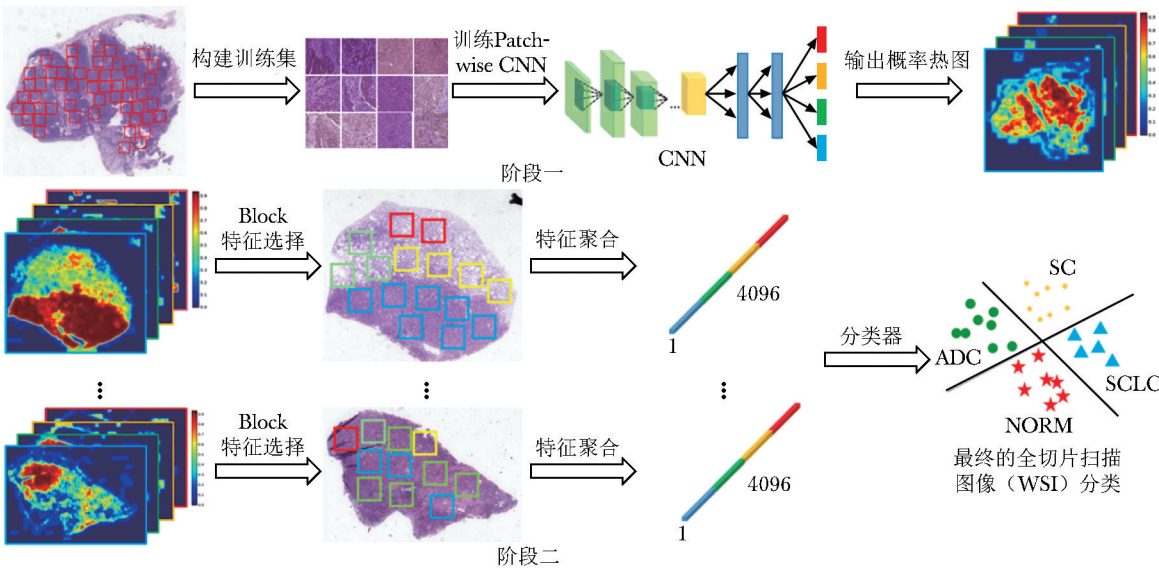 构建训练集
训练Patch-
wise CNN
输出概率热图
...
CNN
阶段一
Block
特征选择
特征聚合
4096
1
分类器
SC
ADC
SCLC
NORM
最终的全切片扫描
图像（WSI）分类
Block
特征选择
特征聚合
4096
1
阶段二